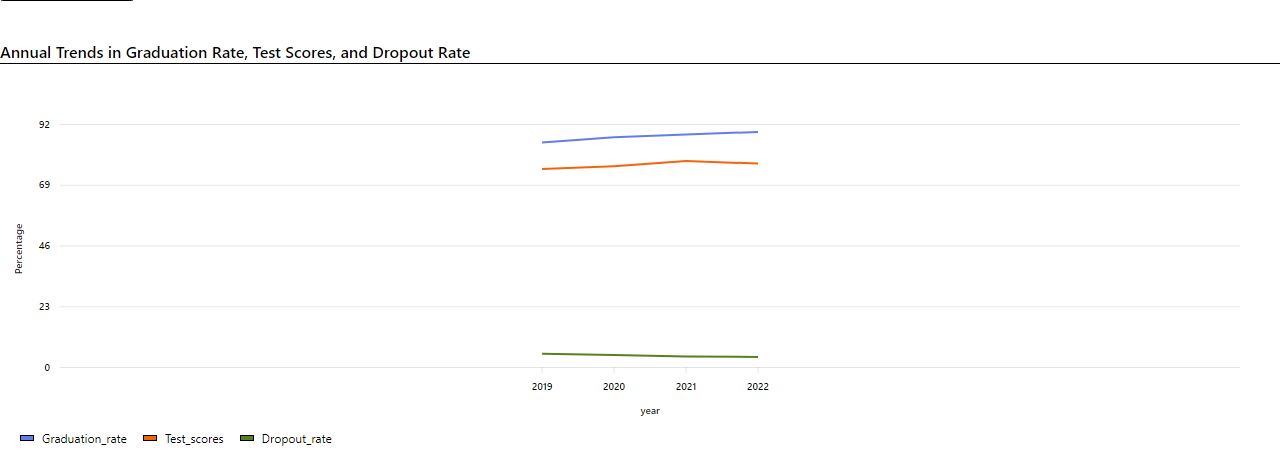 Annual Trends in Graduation Rate, Test Scores, and Dropout Rate
92
69
46
23
0
Percentage
2019 2020 2021 2022
year
Graduation_rate Test_scores Dropout_rate